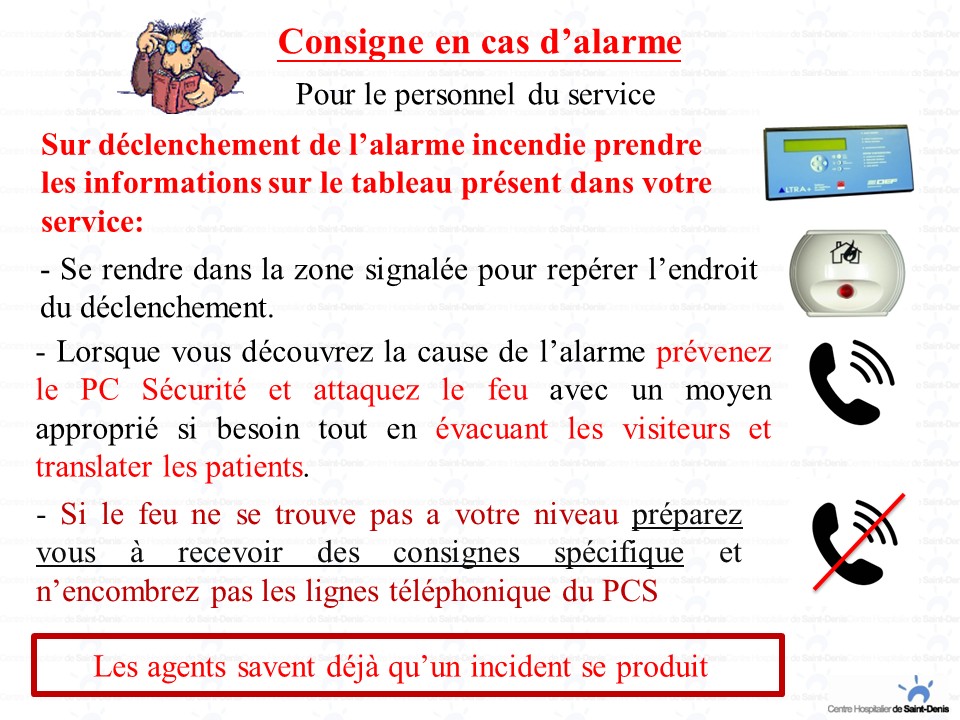 Consigne en cas d’alarme
Pour le personnel du service
Sur déclenchement de l’alarme incendie prendre
les informations sur le tableau présent dans votre
service:
- Se rendre dans la zone signalée pour repérer l’endroit
du déclenchement.
- Lorsque vous découvrez la cause de l’alarme prévenez
le PC Sécurité et attaquez le feu avec un moyen
approprié si besoin tout en évacuant les visiteurs et
translater les patients.
- Si le feu ne se trouve pas a votre niveau préparez
vous à recevoir des consignes spécifique et
n’encombrez pas les lignes téléphonique du PCS
Les agents savent déjà qu’un incident se produit
ALTRA+
DEF
Centre Hospitalier de Saint-Denis